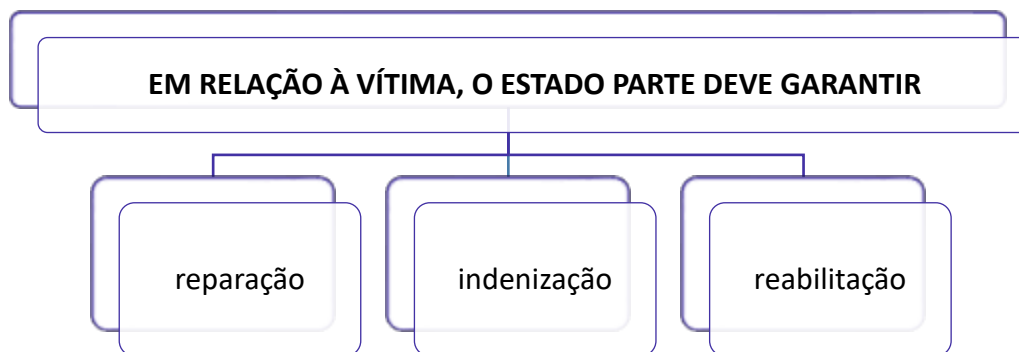 EM RELAÇÃO À VÍTIMA, O ESTADO PARTE DEVE GARANTIR
reparação
indenização
reabilitação